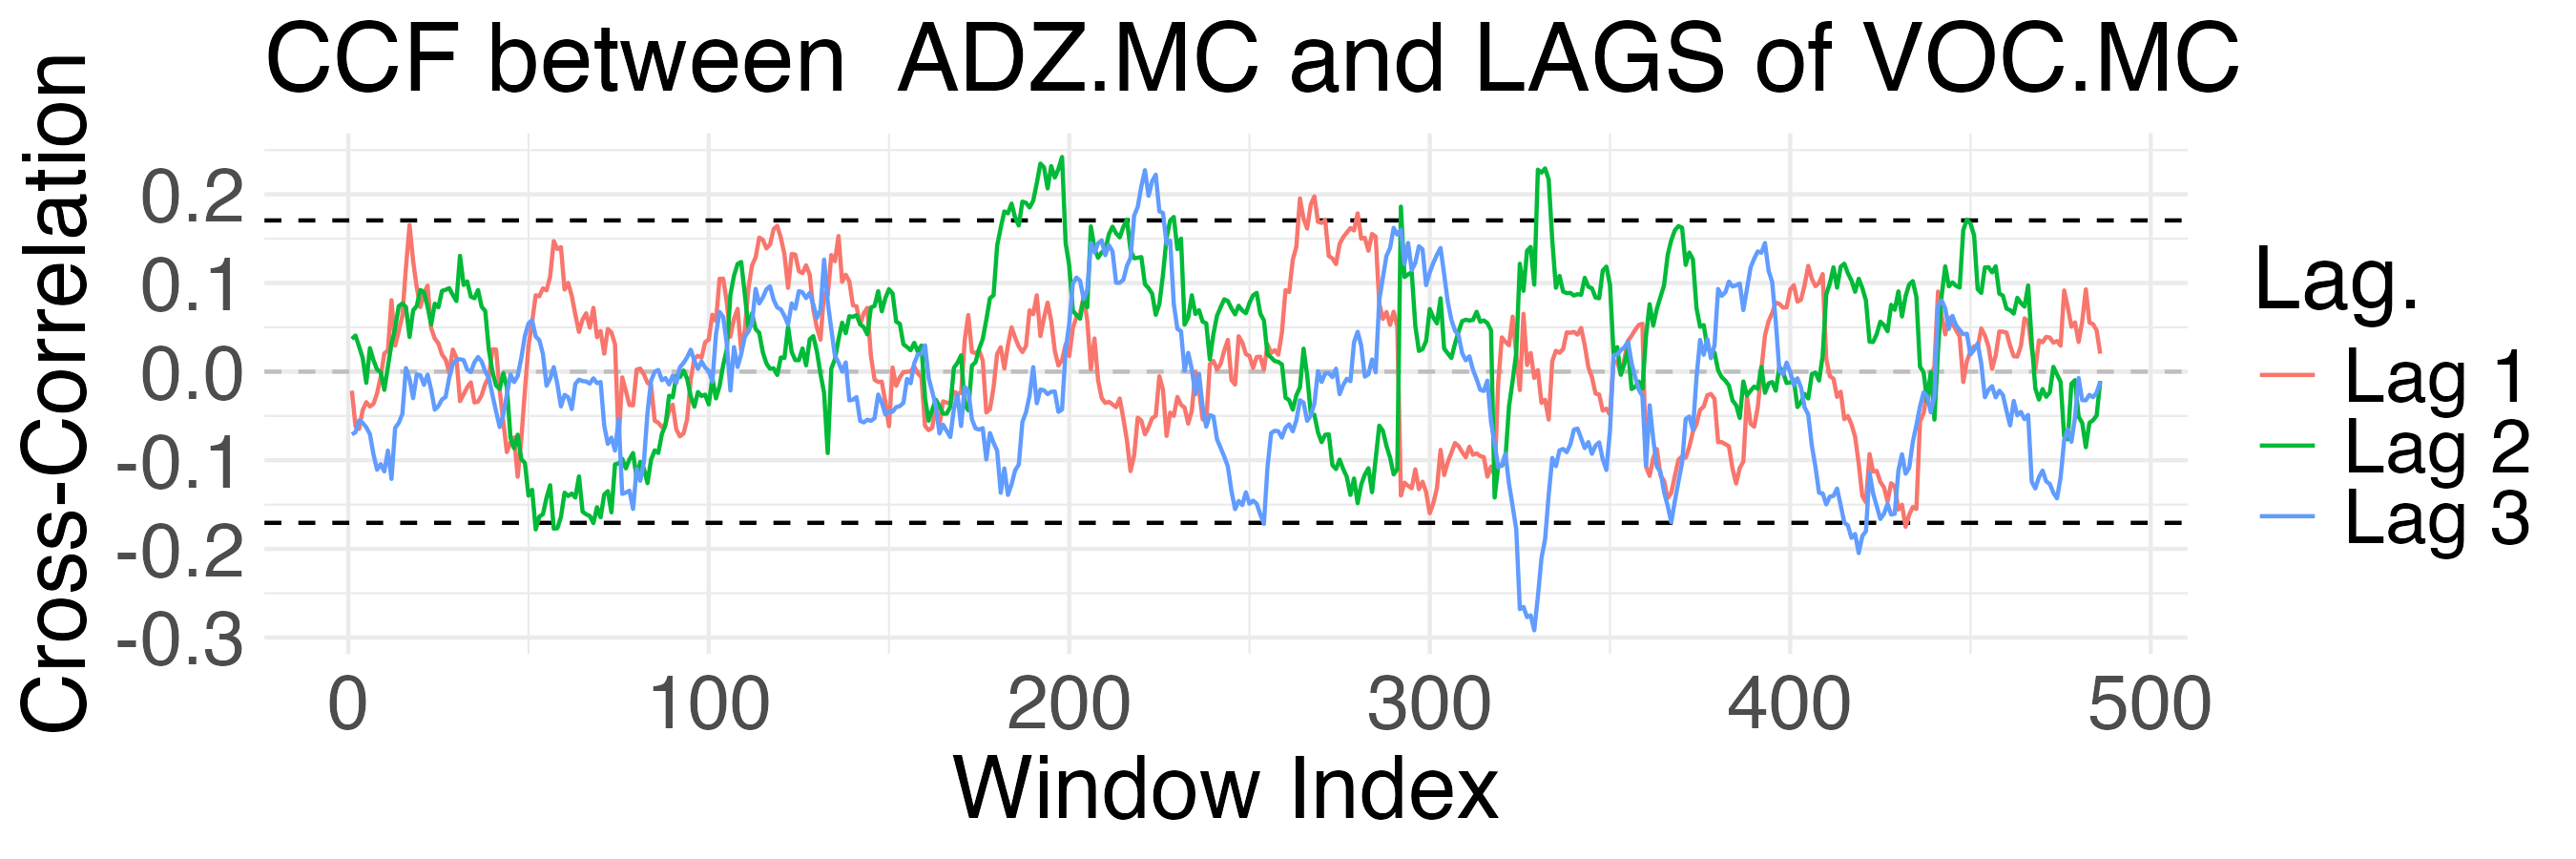 CCF between  ADZ.MC and LAGS of VOC.MC
Cross-Correlation
0.2
0.1
0.0
-0.1
-0.2
-0.3
0 100 200 300 400 500
Window Index
Lag.
Lag 1
Lag 2
Lag 3